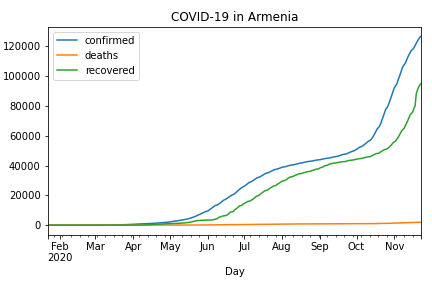 COVID-19 in Armenia
confirmed
deaths
recovered
120000
100000
80000
60000
40000
20000
0
Feb Mar Apr May Jun Jul Aug Sep Oct Nov
2020
Day